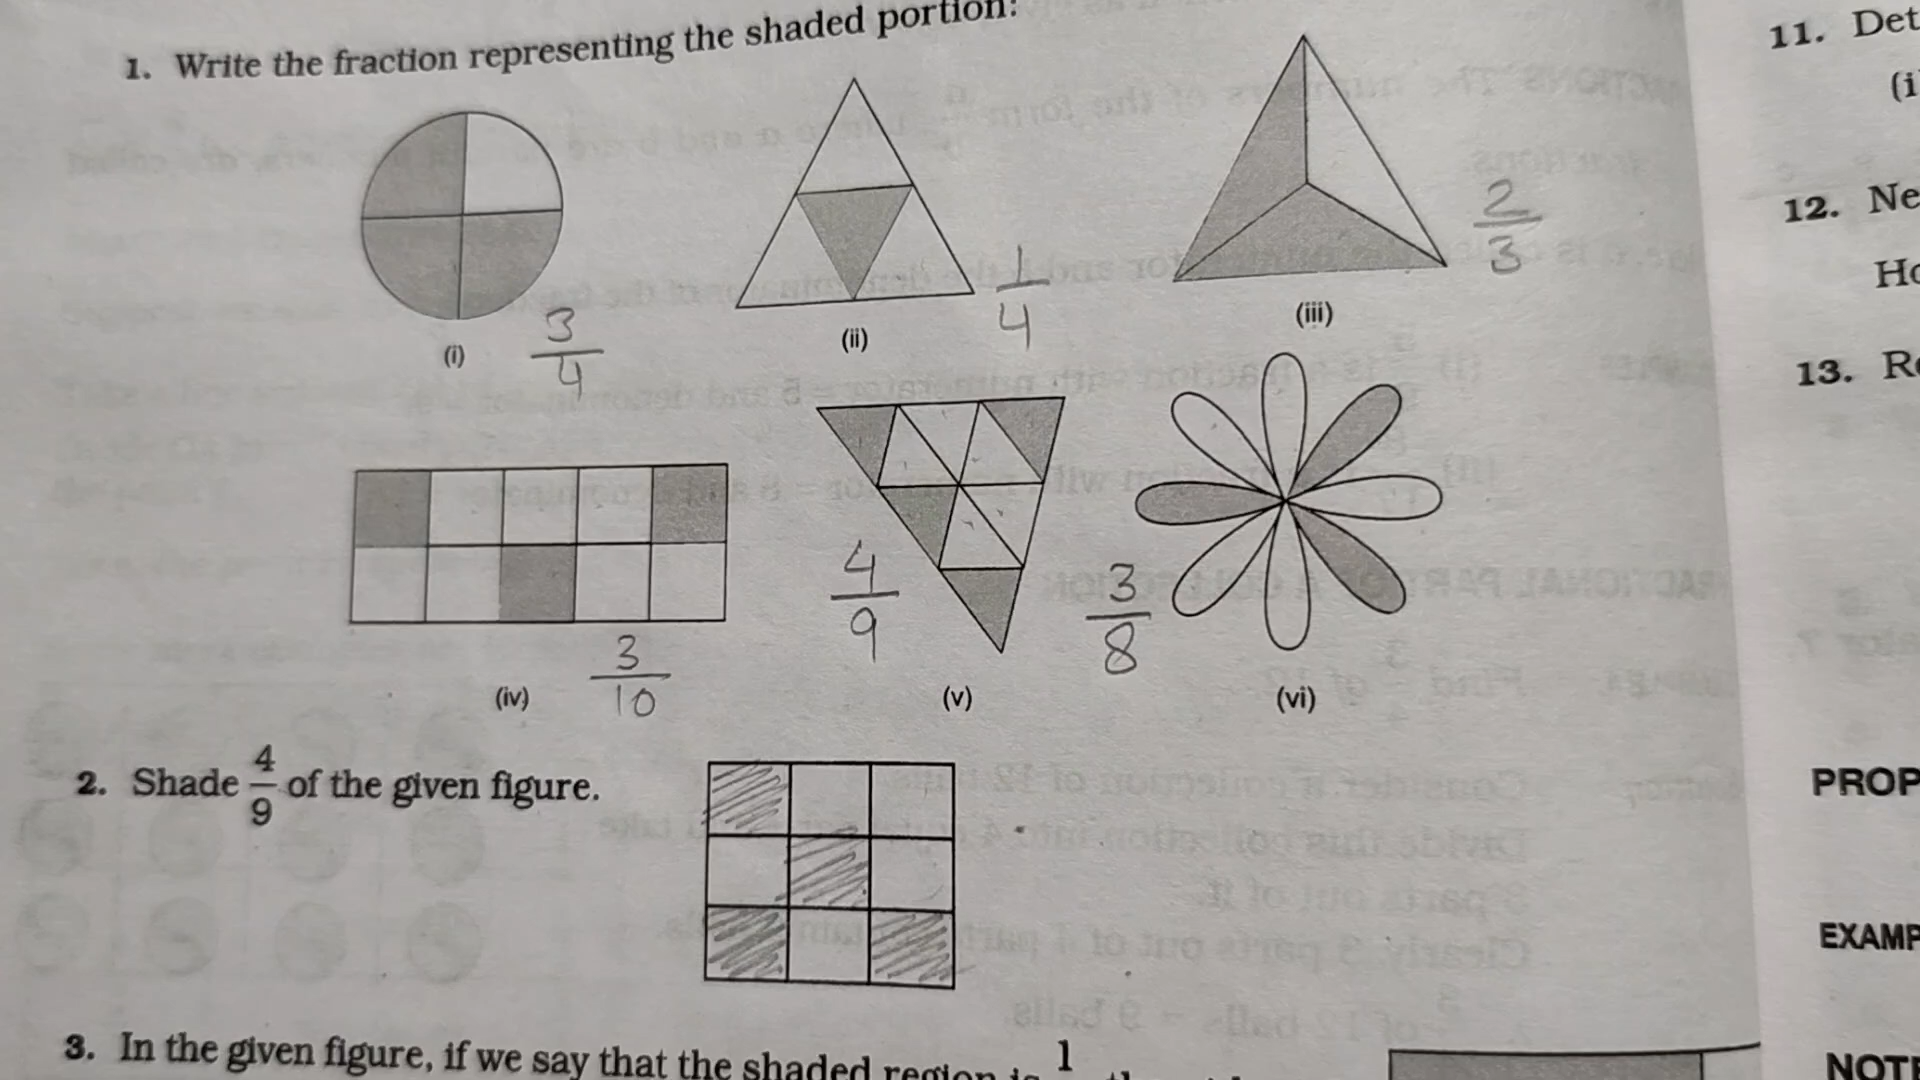 1. Write the fraction representing the shaded portion:
(i) 3/4
(ii) 1/4
(iii) 2/3
(iv) 3/10
(v) 4/9
(vi) 3/8
2. Shade 4/9 of the given figure.
3. In the given figure, if we say that the shaded region is 1
11. Det
(i
12. Ne
Ho
13. Re
PROP
EXAMP
NOTE